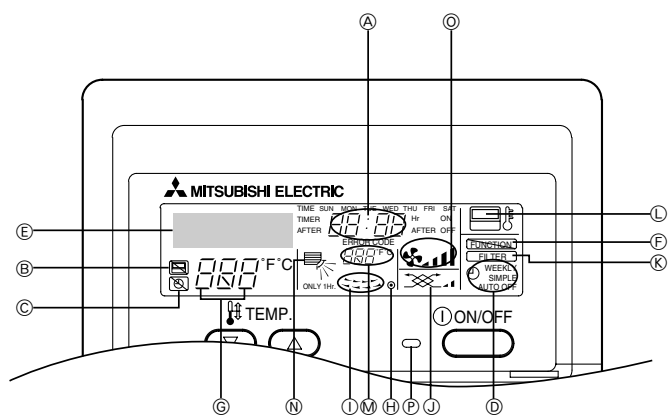 Ⓐ Ⓞ
MITSUBISHI ELECTRIC
TIME SUN MON TUE WED THU FRI SAT
TIMER Hr ON
AFTER AFTER OFF
ERROR CODE
°F°C
°F°C
ONLY 1Hr.
FUNCTION
FILTER
WEEKLY
SIMPLE
AUTO OFF
TEMP.
ON/OFF
Ⓔ
Ⓑ
Ⓒ
Ⓛ
Ⓕ
Ⓚ
Ⓖ Ⓝ Ⓘ Ⓜ Ⓗ Ⓟ Ⓙ Ⓓ